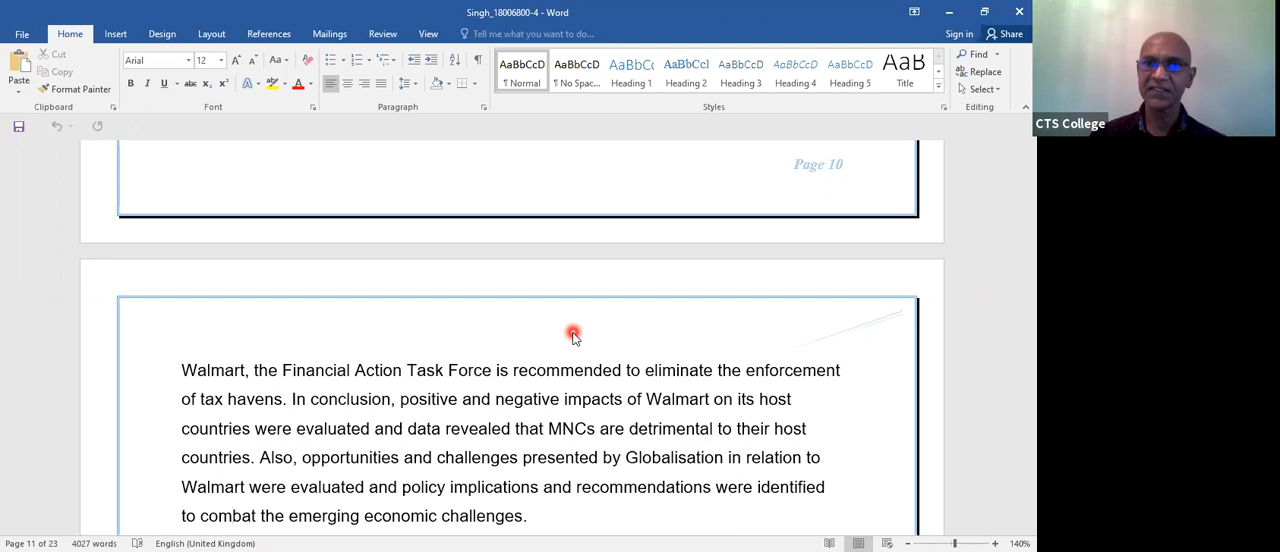 Singh_18006800-4 - Word
File Home Insert Design Layout References Mailings Review View Tell me what you want to do... Sign in Share
Cut
Copy
Format Painter
Paste
Clipboard
Arial 12
Font
Paragraph
AaBbCcD AaBbCcD AaBbCc AaBbCcI AaBbCcD AaBbCcD AaBbCcD AaB
¶ Normal ¶ No Spac... Heading 1 Heading 2 Heading 3 Heading 4 Heading 5 Title
Styles
Find
Replace
Select
Editing
CTS College
Page 10
Walmart, the Financial Action Task Force is recommended to eliminate the enforcement
of tax havens. In conclusion, positive and negative impacts of Walmart on its host
countries were evaluated and data revealed that MNCs are detrimental to their host
countries. Also, opportunities and challenges presented by Globalisation in relation to
Walmart were evaluated and policy implications and recommendations were identified
to combat the emerging economic challenges.
Page 11 of 23 4027 words English (United Kingdom) 140%